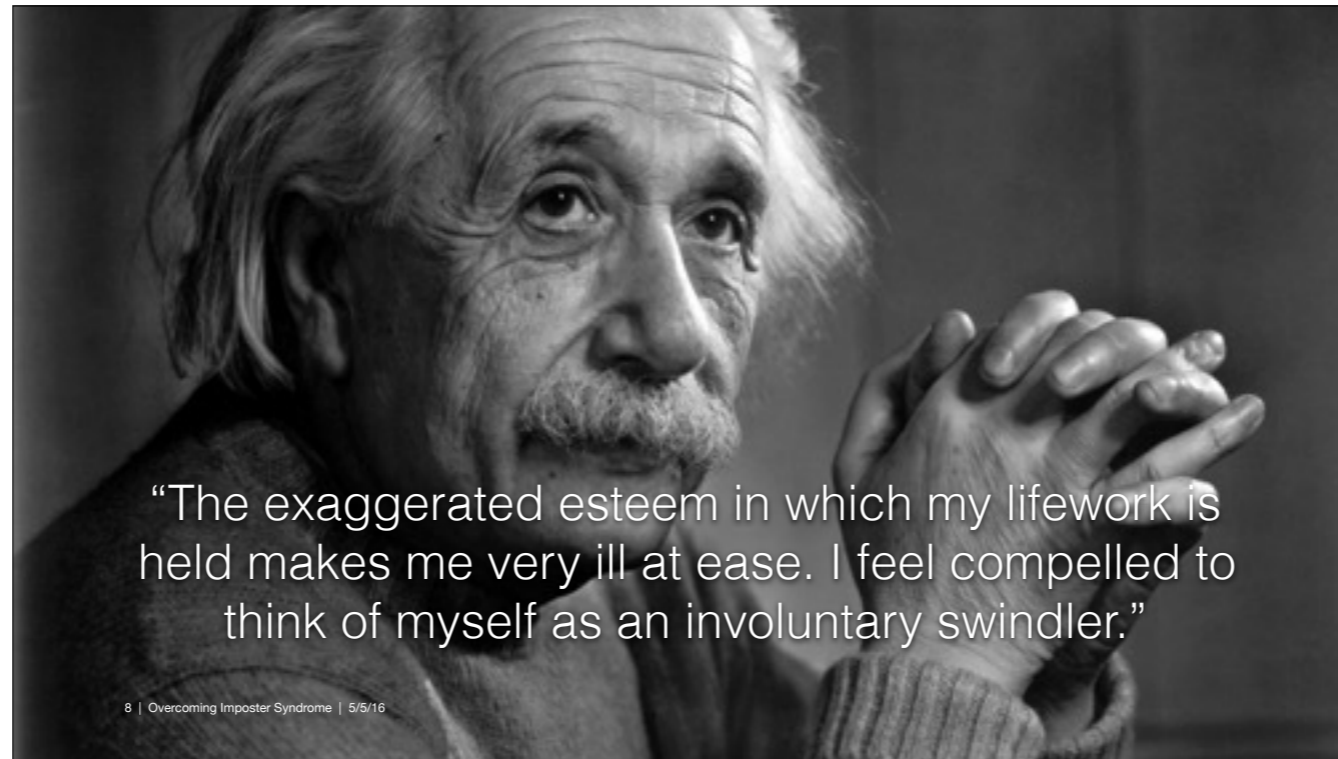 “The exaggerated esteem in which my lifework is
held makes me very ill at ease. I feel compelled to
think of myself as an involuntary swindler.”
8 | Overcoming Imposter Syndrome | 5/5/16